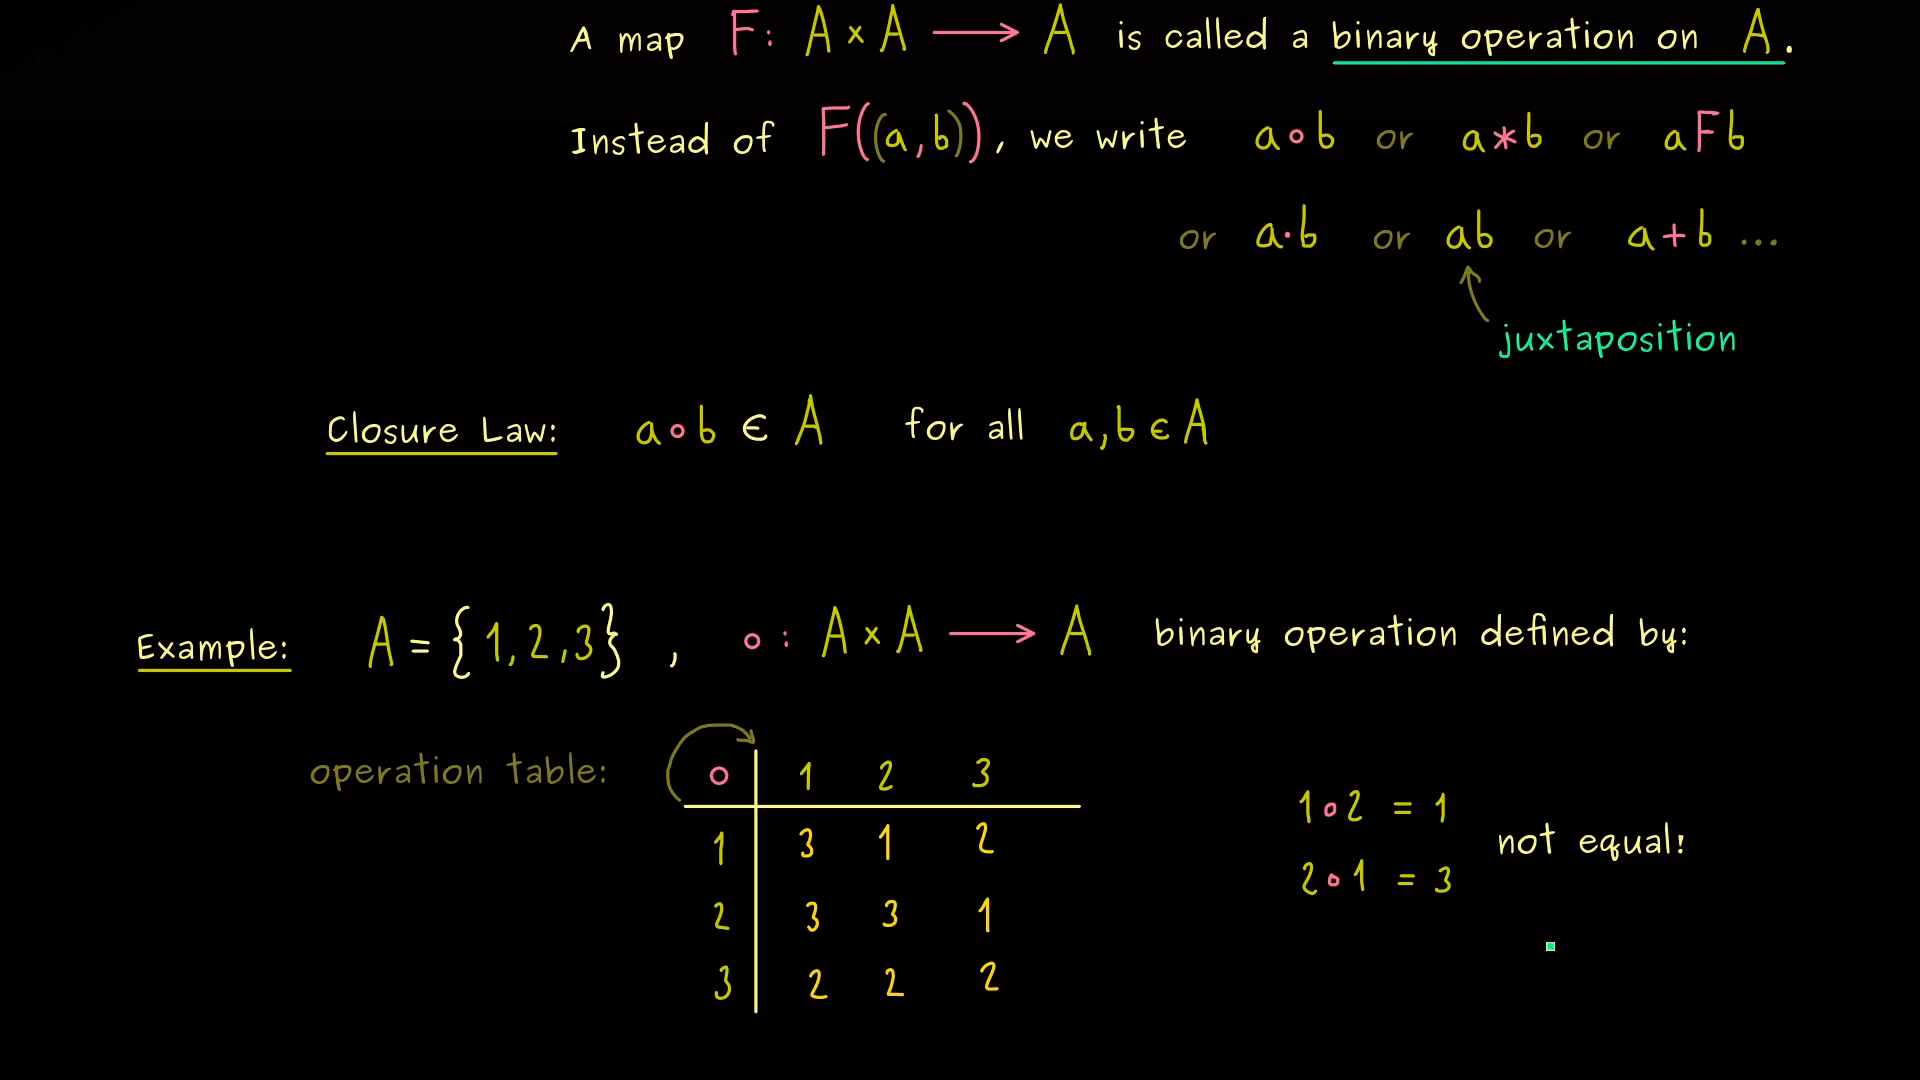 A map F: A × A ⟶ A is called a binary operation on A.
Instead of F((a,b)), we write a∘b or a*b or aFb
or a·b or ab or a+b ...
juxtaposition
Closure Law: a∘b ∈ A for all a,b ∈ A
Example: A = {1,2,3} , ∘ : A × A ⟶ A binary operation defined by:
operation table: ∘ 1 2 3
1 3 1 2
2 3 3 1
3 2 2 2
1∘2 = 1
2∘1 = 3
not equal!